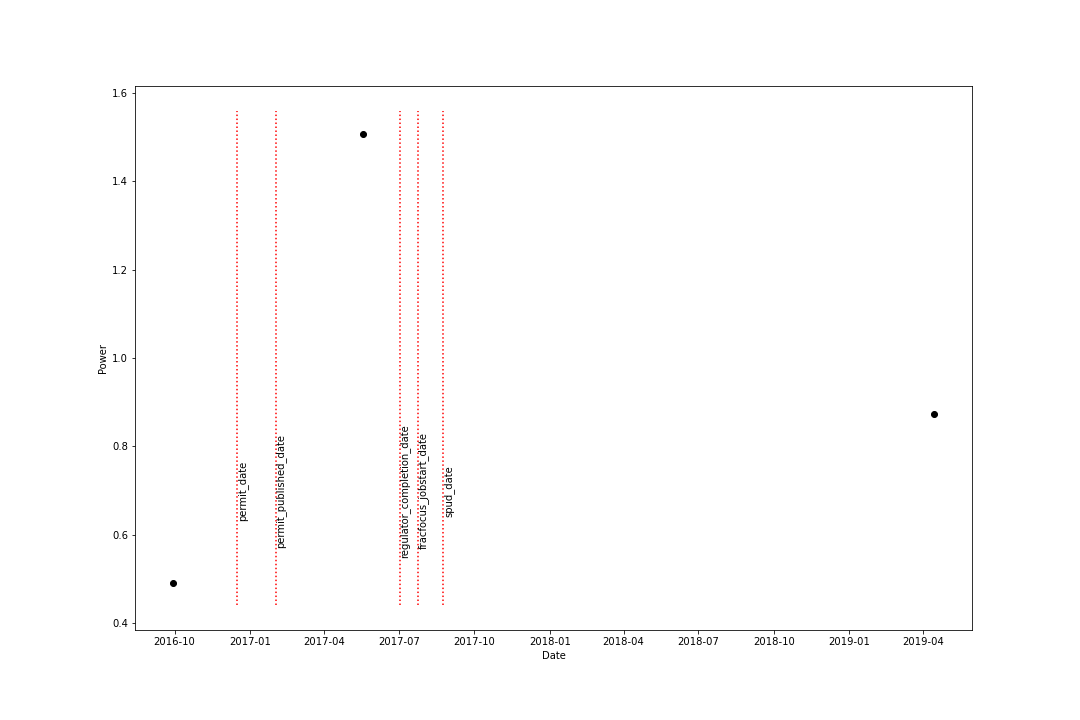 1.6
1.4
1.2
1.0
0.8
0.6
0.4
Power
permit_date
permit_published_date
regulator_completion_date
fracfocus_jobstart_date
spud_date
2016-10 2017-01 2017-04 2017-07 2017-10 2018-01 2018-04 2018-07 2018-10 2019-01 2019-04
Date